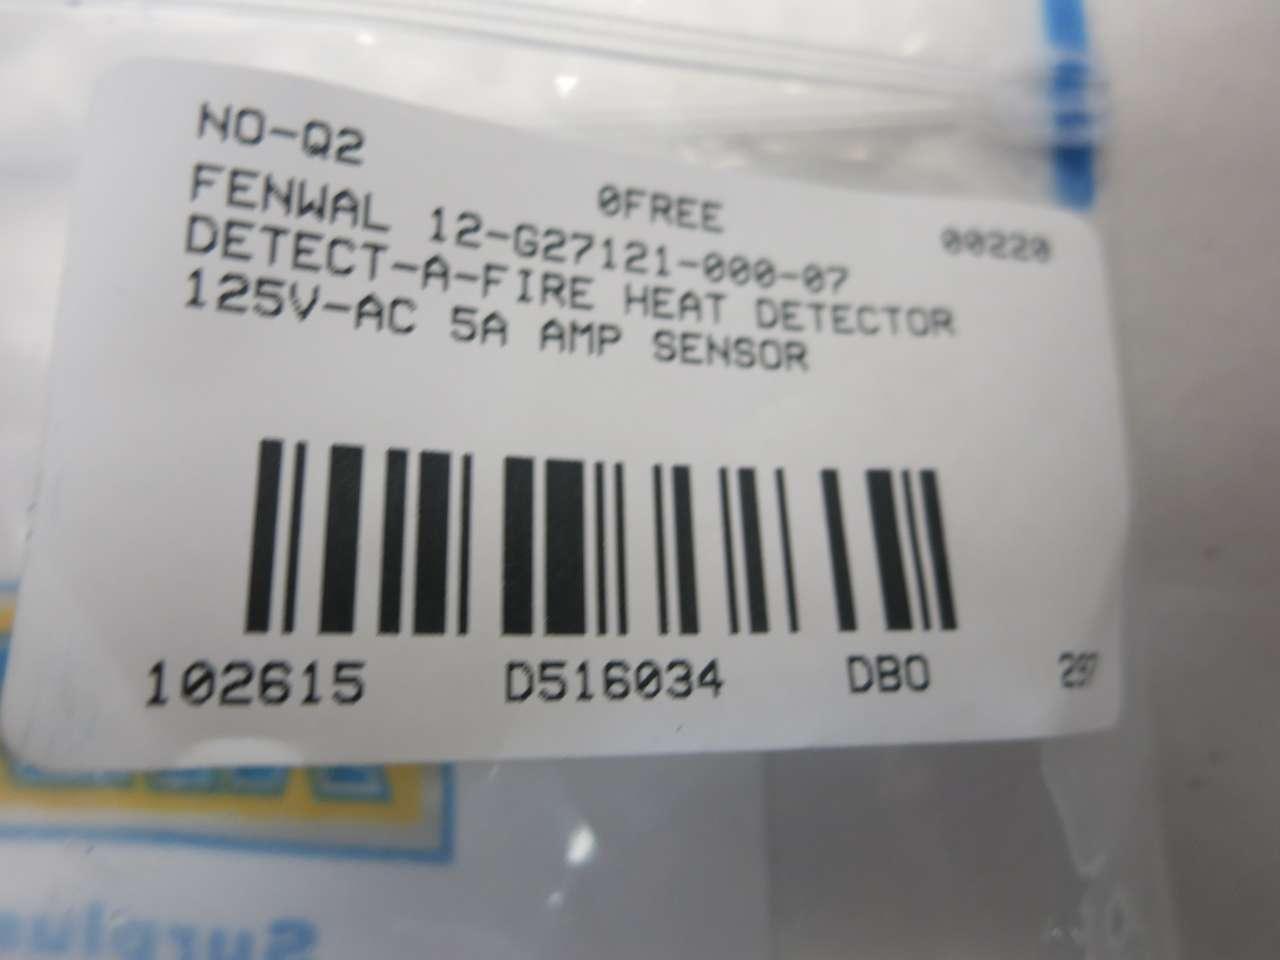 NO-Q2
0FREE
00220
FENWAL 12-G27121-000-07
DETECT-A-FIRE HEAT DETECTOR
125V-AC 5A AMP SENSOR
102615 D516034 DBO 297
Surplus